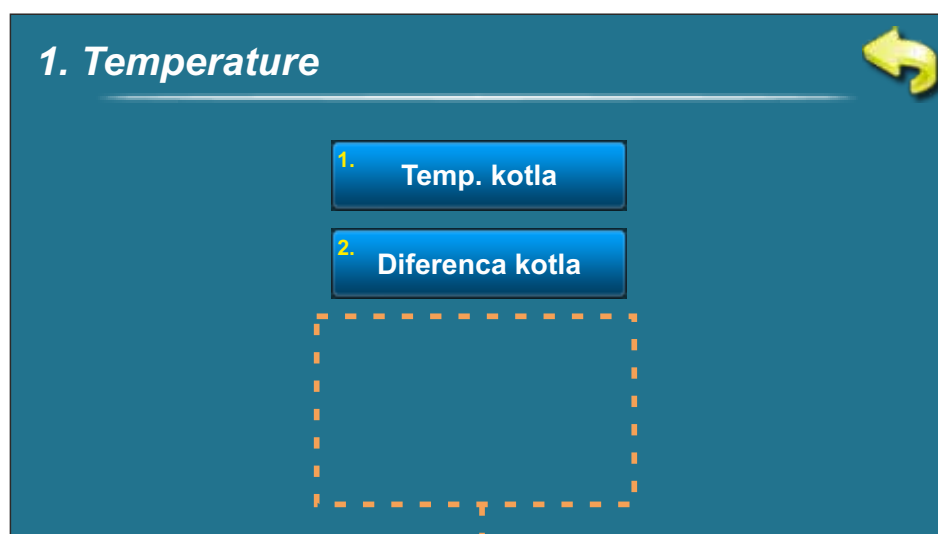 1. Temperature
1.
Temp. kotla
2.
Diferenca kotla